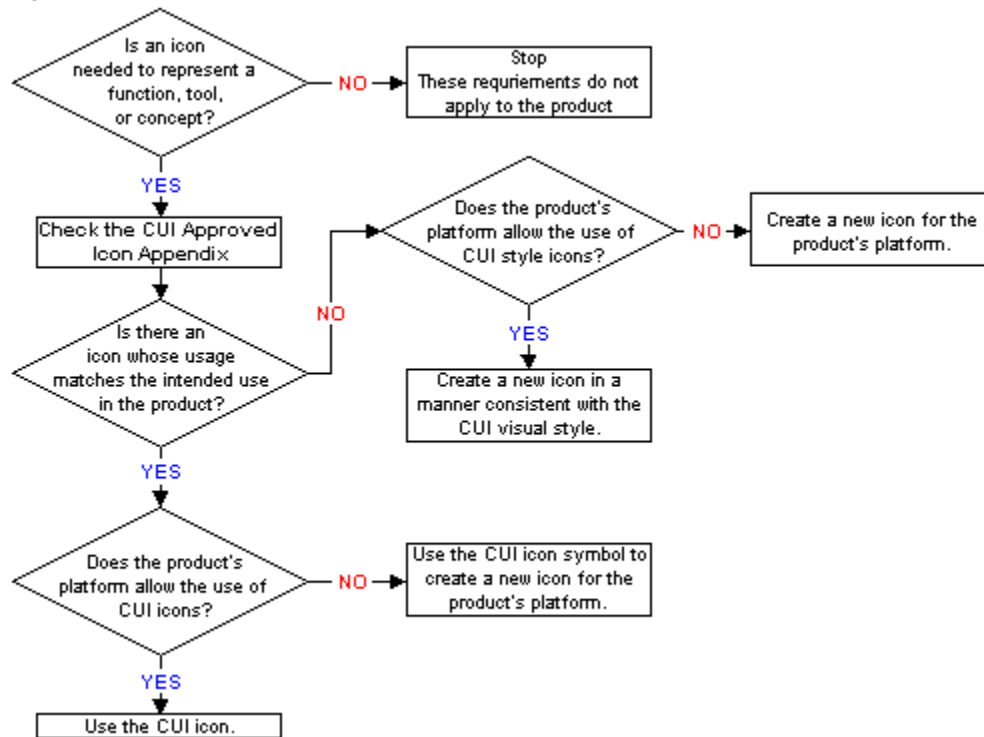 Is an icon
needed to represent a
function, tool,
or concept?
NO
Stop
These requriements do not
apply to the product
YES
Check the CUI Approved
Icon Appendix
Does the product's
platform allow the use of
CUI style icons?
NO
Create a new icon for the
product's platform.
NO
YES
Is there an
icon whose usage
matches the intended use
in the product?
Create a new icon in a
manner consistent with the
CUI visual style.
YES
Does the product's
platform allow the use of
CUI icons?
NO
Use the CUI icon symbol to
create a new icon for the
product's platform.
YES
Use the CUI icon.